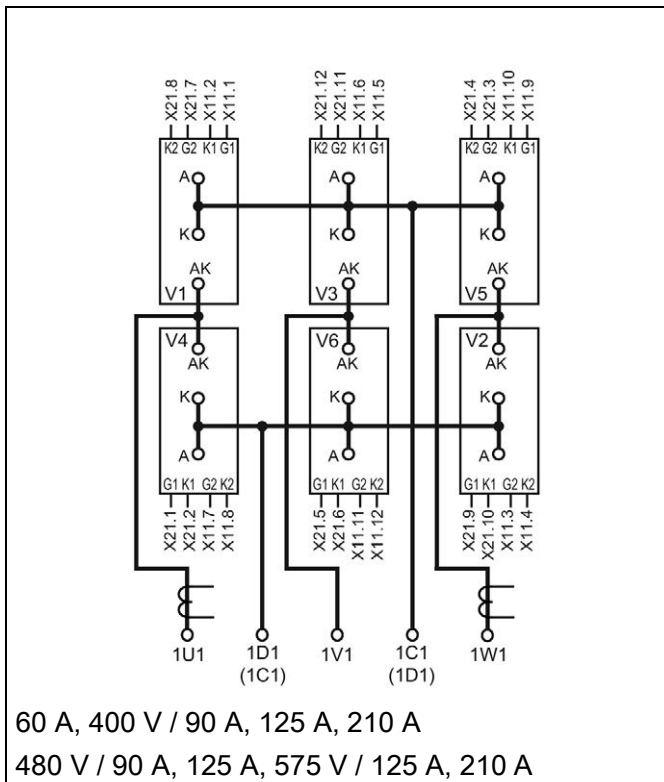 X21.8 X21.7 X11.2 X11.1 X21.12 X21.11 X11.6 X11.5 X21.4 X21.3 X11.10 X11.9
K2 G2 K1 G1 K2 G2 K1 G1 K2 G2 K1 G1
A A A
K K K
AK AK AK
V1 V3 V5
V4 V6 V2
AK AK AK
K K K
A A A
G1 K1 G2 K2 G1 K1 G2 K2 G1 K1 G2 K2
X21.1 X21.2 X11.7 X11.8 X21.5 X21.6 X11.11 X11.12 X21.9 X21.10 X11.3 X11.4
1U1 1D1 1V1 1C1 1W1
(1C1) (1D1)
60 A, 400 V / 90 A, 125 A, 210 A
480 V / 90 A, 125 A, 575 V / 125 A, 210 A